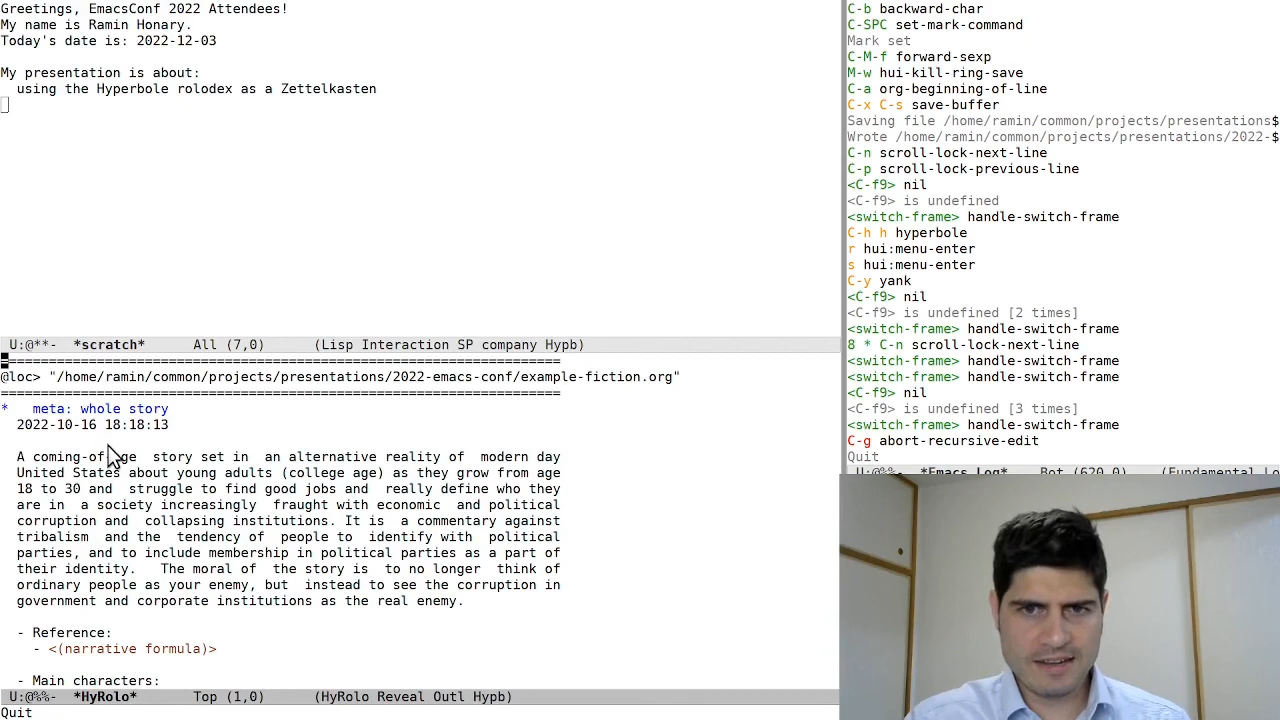 Greetings, EmacsConf 2022 Attendees!
My name is Ramin Honary.
Today's date is: 2022-12-03
My presentation is about:
using the Hyperbole rolodex as a Zettelkasten
U:@**-  *scratch*      All (7,0)     (Lisp Interaction SP company Hypb)
======================================================================
@loc> "/home/ramin/common/projects/presentations/2022-emacs-conf/example-fiction.org"
======================================================================
*   meta: whole story
2022-10-16 18:18:13
A coming-of age  story set in  an alternative reality of  modern day
United States about young adults (college age) as they grow from age
18 to 30 and  struggle to find good jobs and  really define who they
are in  a society increasingly  fraught with economic  and political
corruption and  collapsing institutions. It is  a commentary against
tribalism  and the  tendency of  people to  identify with  political
parties, and to include membership in political parties as a part of
their identity.   The moral of  the story is  to no longer  think of
ordinary people as your enemy, but  instead to see the corruption in
government and corporate institutions as the real enemy.
- Reference:
- <(narrative formula)>
- Main characters:
U:@%%-  *HyRolo*      Top (1,0)     (HyRolo Reveal Outl Hypb)
Quit
C-b backward-char
C-SPC set-mark-command
Mark set
C-M-f forward-sexp
M-w hui-kill-ring-save
C-a org-beginning-of-line
C-x C-s save-buffer
Saving file /home/ramin/common/projects/presentations$
Wrote /home/ramin/common/projects/presentations/2022-$
C-n scroll-lock-next-line
C-p scroll-lock-previous-line
<C-f9> nil
<C-f9> is undefined
<switch-frame> handle-switch-frame
C-h h hyperbole
r hui:menu-enter
s hui:menu-enter
C-y yank
<C-f9> nil
<C-f9> is undefined [2 times]
<switch-frame> handle-switch-frame
8 * C-n scroll-lock-next-line
<switch-frame> handle-switch-frame
<switch-frame> handle-switch-frame
<C-f9> nil
<C-f9> is undefined [3 times]
<switch-frame> handle-switch-frame
C-g abort-recursive-edit
Quit
U:@%%-  *Emacs Log*   Bot (620,0)    (Fundamental Lo